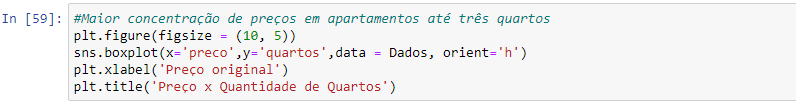 In [59]: #Maior concentração de preços em apartamentos até três quartos
plt.figure(figsize = (10, 5))
sns.boxplot(x='preco',y='quartos',data = Dados, orient='h')
plt.xlabel('Preço original')
plt.title('Preço x Quantidade de Quartos')